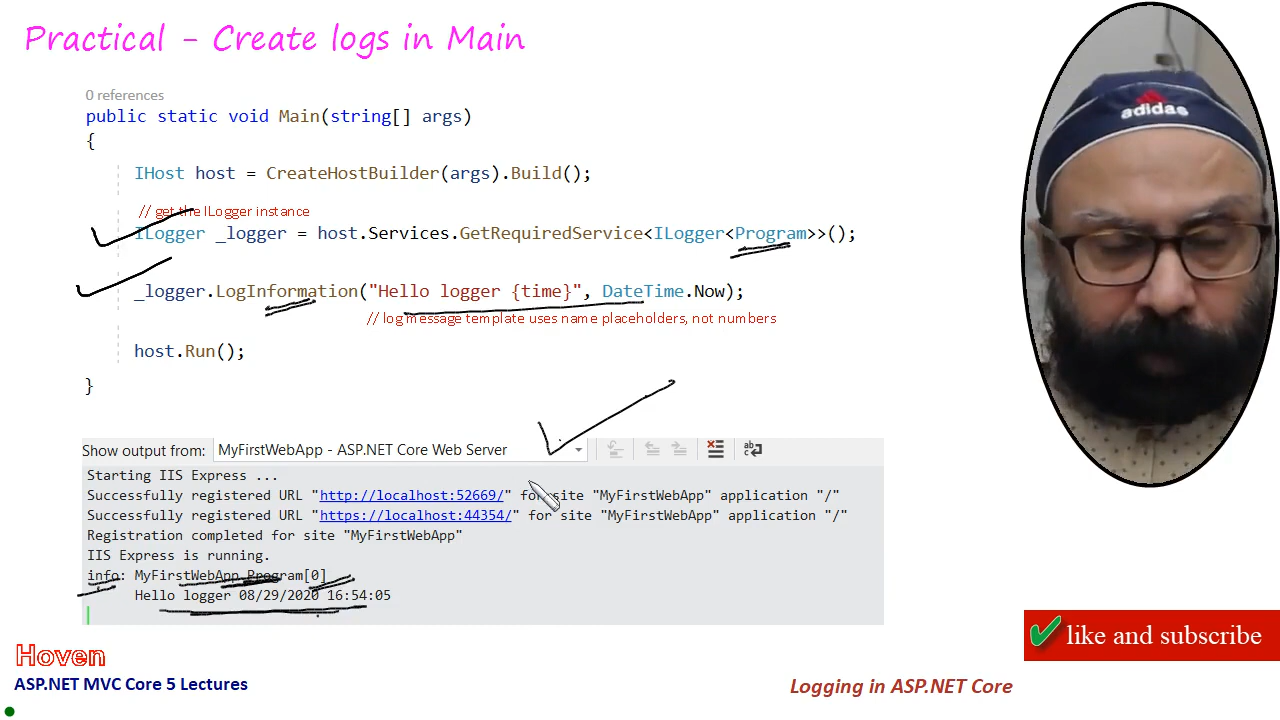 Practical - Create logs in Main
adidas
0 references
public static void Main(string[] args)
{
IHost host = CreateHostBuilder(args).Build();
// get the ILogger instance
ILogger _logger = host.Services.GetRequiredService<ILogger<Program>>();
_logger.LogInformation("Hello logger {time}", DateTime.Now);
// log message template uses name placeholders, not numbers
host.Run();
}
Show output from: MyFirstWebApp - ASP.NET Core Web Server
Starting IIS Express ...
Successfully registered URL "http://localhost:52669/" for site "MyFirstWebApp" application "/"
Successfully registered URL "https://localhost:44354/" for site "MyFirstWebApp" application "/"
Registration completed for site "MyFirstWebApp"
IIS Express is running.
info: MyFirstWebApp.Program[0]
Hello logger 08/29/2020 16:54:05
like and subscribe
Hoven
ASP.NET MVC Core 5 Lectures
Logging in ASP.NET Core